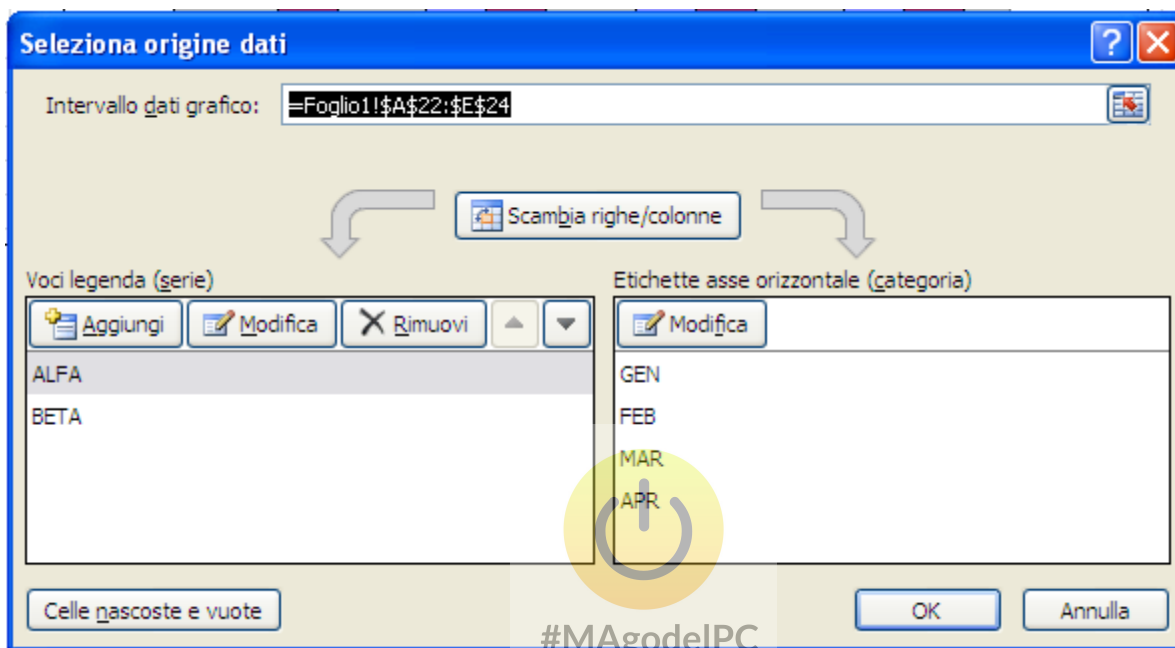 Seleziona origine dati
Intervallo dati grafico: =Foglio1!$A$22:$E$24
Scambia righe/colonne
Voci legenda (serie)
Aggiungi Modifica Rimuovi
ALFA
BETA
Etichette asse orizzontale (categoria)
Modifica
GEN
FEB
MAR
APR
Celle nascoste e vuote
OK Annulla
#MAgodelPC